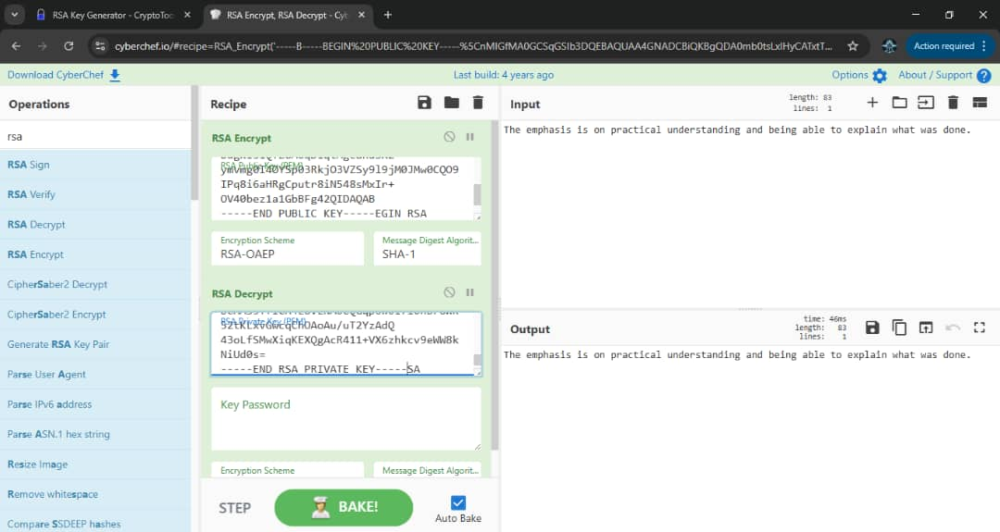 RSA Key Generator - CryptoToo
RSA Encrypt, RSA Decrypt - Cyb
cyberchef.io/#recipe=RSA_Encrypt('-----B-----BEGIN%20PUBLIC%20KEY-----%5CnMIGfMA0GCSqGSIb3DQEBAQUAA4GNADCBiQKBgQDA0mb0tsLxlHyCATxtT...
Action required
Download CyberChef
Last build: 4 years ago
Options
About / Support
Operations
rsa
RSA Sign
RSA Verify
RSA Decrypt
RSA Encrypt
CipherSaber2 Decrypt
CipherSaber2 Encrypt
Generate RSA Key Pair
Parse User Agent
Parse IPv6 address
Parse ASN.1 hex string
Resize Image
Remove whitespace
Compare SSDEEP hashes
Recipe
RSA Encrypt
RSA Public Key (PEM)
ymvmg0I4OYSp03RkjO3VZSy9l9jM0JMw0CQO9
IPq8i6aHRgCputr8iN548sMxIr+
OV40bez1a1GbBFg42QIDAQAB
-----END PUBLIC KEY-----EGIN RSA
Encryption Scheme
RSA-OAEP
Message Digest Algorit...
SHA-1
RSA Decrypt
RSA Private Key (PEM)
52tKLxvGwcqChOAoAu/uT2YzAdQ
43oLfSMwXiqKEXQgAcR411+VX6zhkcv9eWW8k
NiUd0s=
-----END RSA PRIVATE KEY-----SA
Key Password
Encryption Scheme
Message Digest Algorit...
STEP
BAKE!
Auto Bake
Input
length: 83
lines: 1
The emphasis is on practical understanding and being able to explain what was done.
Output
time: 46ms
length: 83
lines: 1
The emphasis is on practical understanding and being able to explain what was done.